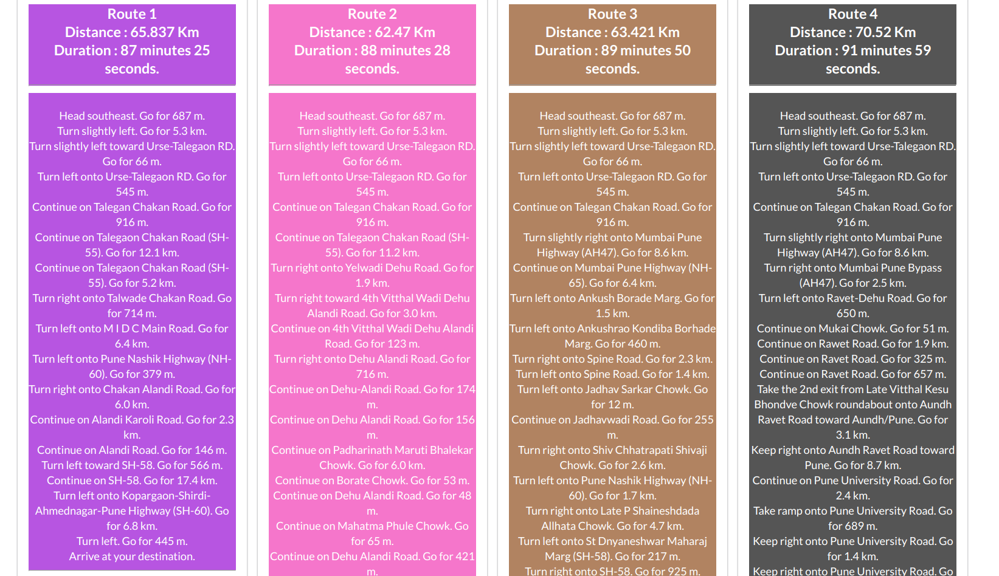 Route 1
Distance : 65.837 Km
Duration : 87 minutes 25
seconds.
Head southeast. Go for 687 m.
Turn slightly left. Go for 5.3 km.
Turn slightly left toward Urse-Talegaon RD.
Go for 66 m.
Turn left onto Urse-Talegaon RD. Go for
545 m.
Continue on Talegan Chakan Road. Go for
916 m.
Continue on Talegaon Chakan Road (SH-
55). Go for 12.1 km.
Continue on Talegaon Chakan Road (SH-
55). Go for 5.2 km.
Turn right onto Talwade Chakan Road. Go
for 714 m.
Turn left onto M I D C Main Road. Go for
6.4 km.
Turn left onto Pune Nashik Highway (NH-
60). Go for 379 m.
Turn right onto Chakan Alandi Road. Go for
6.0 km.
Continue on Alandi Karoli Road. Go for 2.3
km.
Continue on Alandi Road. Go for 146 m.
Turn left toward SH-58. Go for 566 m.
Continue on SH-58. Go for 17.4 km.
Turn left onto Kopargaon-Shirdi-
Ahmednagar-Pune Highway (SH-60). Go
for 6.8 km.
Turn left. Go for 445 m.
Arrive at your destination.
Route 2
Distance : 62.47 Km
Duration : 88 minutes 28
seconds.
Head southeast. Go for 687 m.
Turn slightly left. Go for 5.3 km.
Turn slightly left toward Urse-Talegaon RD.
Go for 66 m.
Turn left onto Urse-Talegaon RD. Go for
545 m.
Continue on Talegan Chakan Road. Go for
916 m.
Continue on Talegaon Chakan Road (SH-
55). Go for 11.2 km.
Turn right onto Yelwadi Dehu Road. Go for
1.9 km.
Turn right toward 4th Vitthal Wadi Dehu
Alandi Road. Go for 3.0 km.
Continue on 4th Vitthal Wadi Dehu Alandi
Road. Go for 123 m.
Turn right onto Dehu Alandi Road. Go for
716 m.
Continue on Dehu-Alandi Road. Go for 174
m.
Continue on Dehu Alandi Road. Go for 156
m.
Continue on Padharinath Maruti Bhalekar
Chowk. Go for 6.0 km.
Continue on Borate Chowk. Go for 53 m.
Continue on Dehu Alandi Road. Go for 48
m.
Continue on Mahatma Phule Chowk. Go
for 65 m.
Continue on Dehu Alandi Road. Go for 421
m.
Route 3
Distance : 63.421 Km
Duration : 89 minutes 50
seconds.
Head southeast. Go for 687 m.
Turn slightly left. Go for 5.3 km.
Turn slightly left toward Urse-Talegaon RD.
Go for 66 m.
Turn left onto Urse-Talegaon RD. Go for
545 m.
Continue on Talegan Chakan Road. Go for
916 m.
Turn slightly right onto Mumbai Pune
Highway (AH47). Go for 8.6 km.
Continue on Mumbai Pune Highway (NH-
65). Go for 6.4 km.
Turn left onto Ankush Borade Marg. Go for
1.5 km.
Turn left onto Ankushrao Kondiba Borhade
Marg. Go for 460 m.
Turn right onto Spine Road. Go for 2.3 km.
Turn left onto Spine Road. Go for 1.4 km.
Turn left onto Jadhav Sarkar Chowk. Go
for 12 m.
Continue on Jadhavwadi Road. Go for 255
m.
Turn right onto Shiv Chhatrapati Shivaji
Chowk. Go for 2.6 km.
Turn left onto Pune Nashik Highway (NH-
60). Go for 1.7 km.
Turn right onto Late P Shaineshdada
Allhata Chowk. Go for 4.7 km.
Turn left onto St Dnyaneshwar Maharaj
Marg (SH-58). Go for 217 m.
Turn right onto SH-58. Go for 925 m.
Route 4
Distance : 70.52 Km
Duration : 91 minutes 59
seconds.
Head southeast. Go for 687 m.
Turn slightly left. Go for 5.3 km.
Turn slightly left toward Urse-Talegaon RD.
Go for 66 m.
Turn left onto Urse-Talegaon RD. Go for
545 m.
Continue on Talegan Chakan Road. Go for
916 m.
Turn slightly right onto Mumbai Pune
Highway (AH47). Go for 8.6 km.
Turn right onto Mumbai Pune Bypass
(AH47). Go for 2.5 km.
Turn left onto Ravet-Dehu Road. Go for
650 m.
Continue on Mukai Chowk. Go for 51 m.
Continue on Rawet Road. Go for 1.9 km.
Continue on Ravet Road. Go for 325 m.
Continue on Ravet Road. Go for 657 m.
Take the 2nd exit from Late Vitthal Kesu
Bhondve Chowk roundabout onto Aundh
Ravet Road toward Aundh/Pune. Go for
3.1 km.
Keep right onto Aundh Ravet Road toward
Pune. Go for 8.7 km.
Continue on Pune University Road. Go for
2.4 km.
Take ramp onto Pune University Road. Go
for 689 m.
Keep right onto Pune University Road. Go
for 1.4 km.
Keep right onto Pune University Road. Go